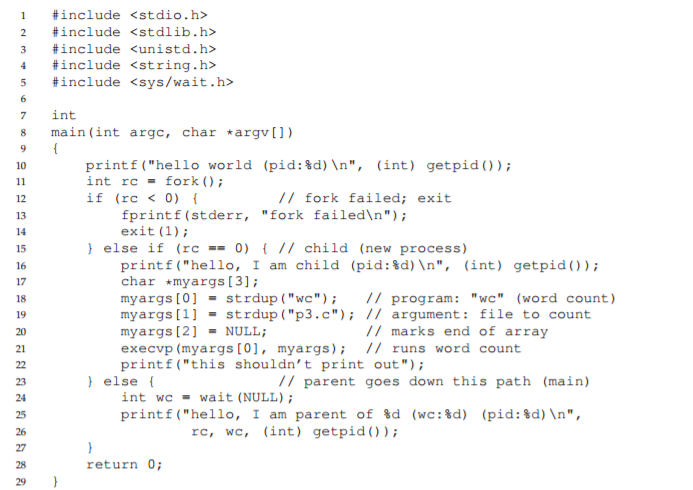 1 #include <stdio.h>
2 #include <stdlib.h>
3 #include <unistd.h>
4 #include <string.h>
5 #include <sys/wait.h>
6
7 int
8 main(int argc, char *argv[])
9 {
10     printf("hello world (pid:%d)\n", (int) getpid());
11     int rc = fork();
12     if (rc < 0) {         // fork failed; exit
13         fprintf(stderr, "fork failed\n");
14         exit(1);
15     } else if (rc == 0) { // child (new process)
16         printf("hello, I am child (pid:%d)\n", (int) getpid());
17         char *myargs[3];
18         myargs[0] = strdup("wc");   // program: "wc" (word count)
19         myargs[1] = strdup("p3.c"); // argument: file to count
20         myargs[2] = NULL;           // marks end of array
21         execvp(myargs[0], myargs);  // runs word count
22         printf("this shouldn't print out");
23     } else {              // parent goes down this path (main)
24         int wc = wait(NULL);
25         printf("hello, I am parent of %d (wc:%d) (pid:%d)\n",
26                 rc, wc, (int) getpid());
27     }
28     return 0;
29 }